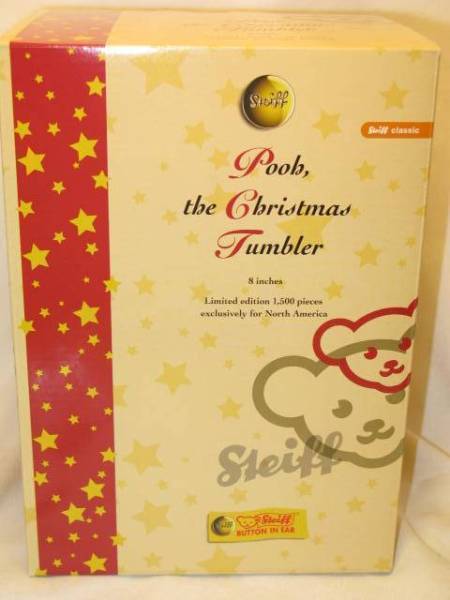 Steiff
Steiff classic
Pooh,
the Christmas
Tumbler
8 inches
Limited edition 1,500 pieces
exclusively for North America
Steiff
Steiff
BUTTON IN EAR